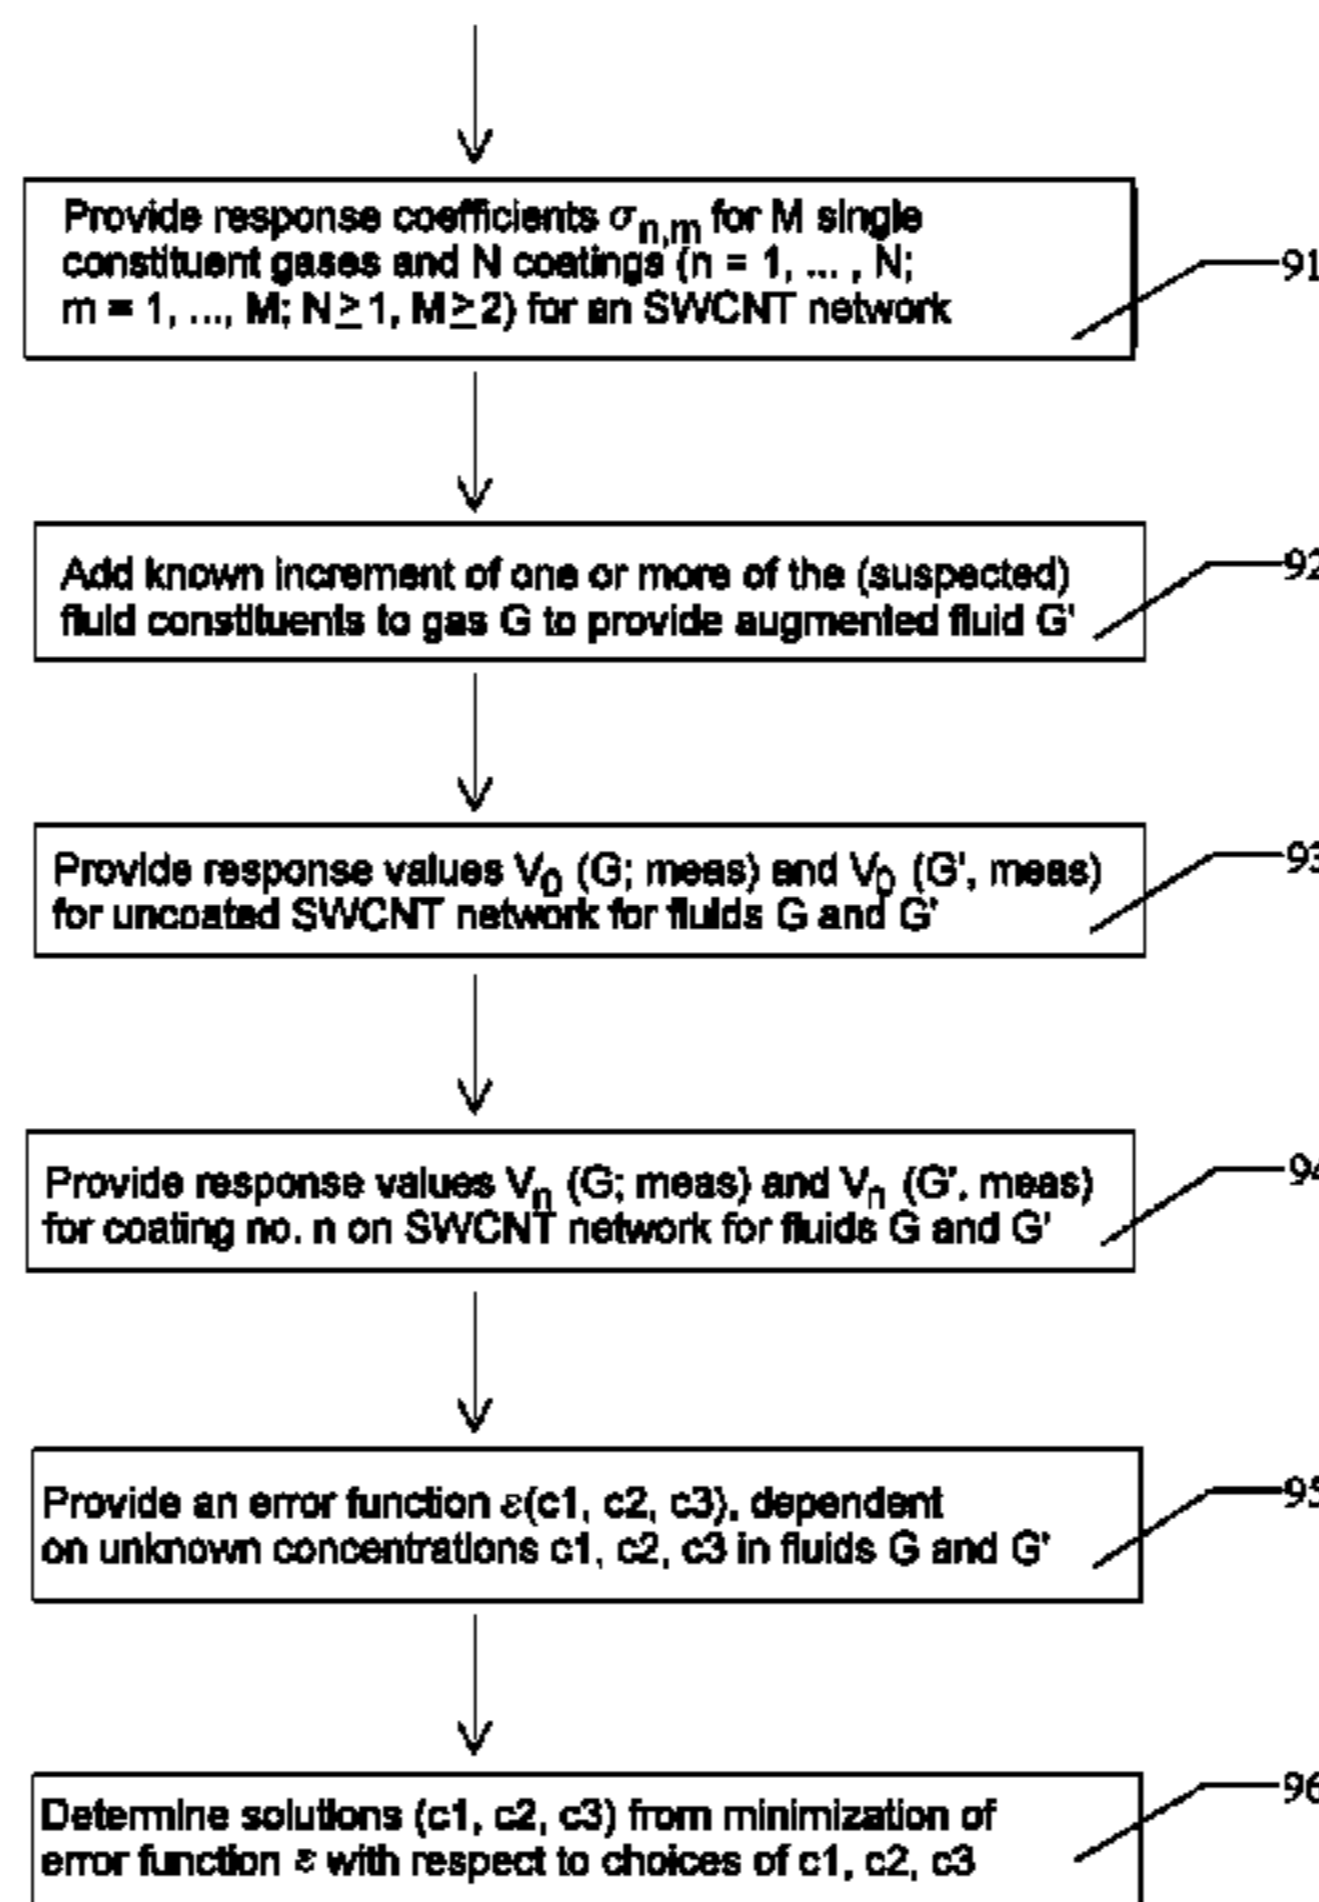 Provide response coefficients σn,m for M single
constituent gases and N coatings (n = 1, ... , N;
m = 1, ..., M; N ≥ 1, M ≥ 2) for an SWCNT network
91
Add known increment of one or more of the (suspected)
fluid constituents to gas G to provide augmented fluid G'
92
Provide response values V0 (G; meas) and V0 (G', meas)
for uncoated SWCNT network for fluids G and G'
93
Provide response values Vn (G; meas) and Vn (G', meas)
for coating no. n on SWCNT network for fluids G and G'
94
Provide an error function ε(c1, c2, c3), dependent
on unknown concentrations c1, c2, c3 in fluids G and G'
95
Determine solutions (c1, c2, c3) from minimization of
error function ε with respect to choices of c1, c2, c3
96